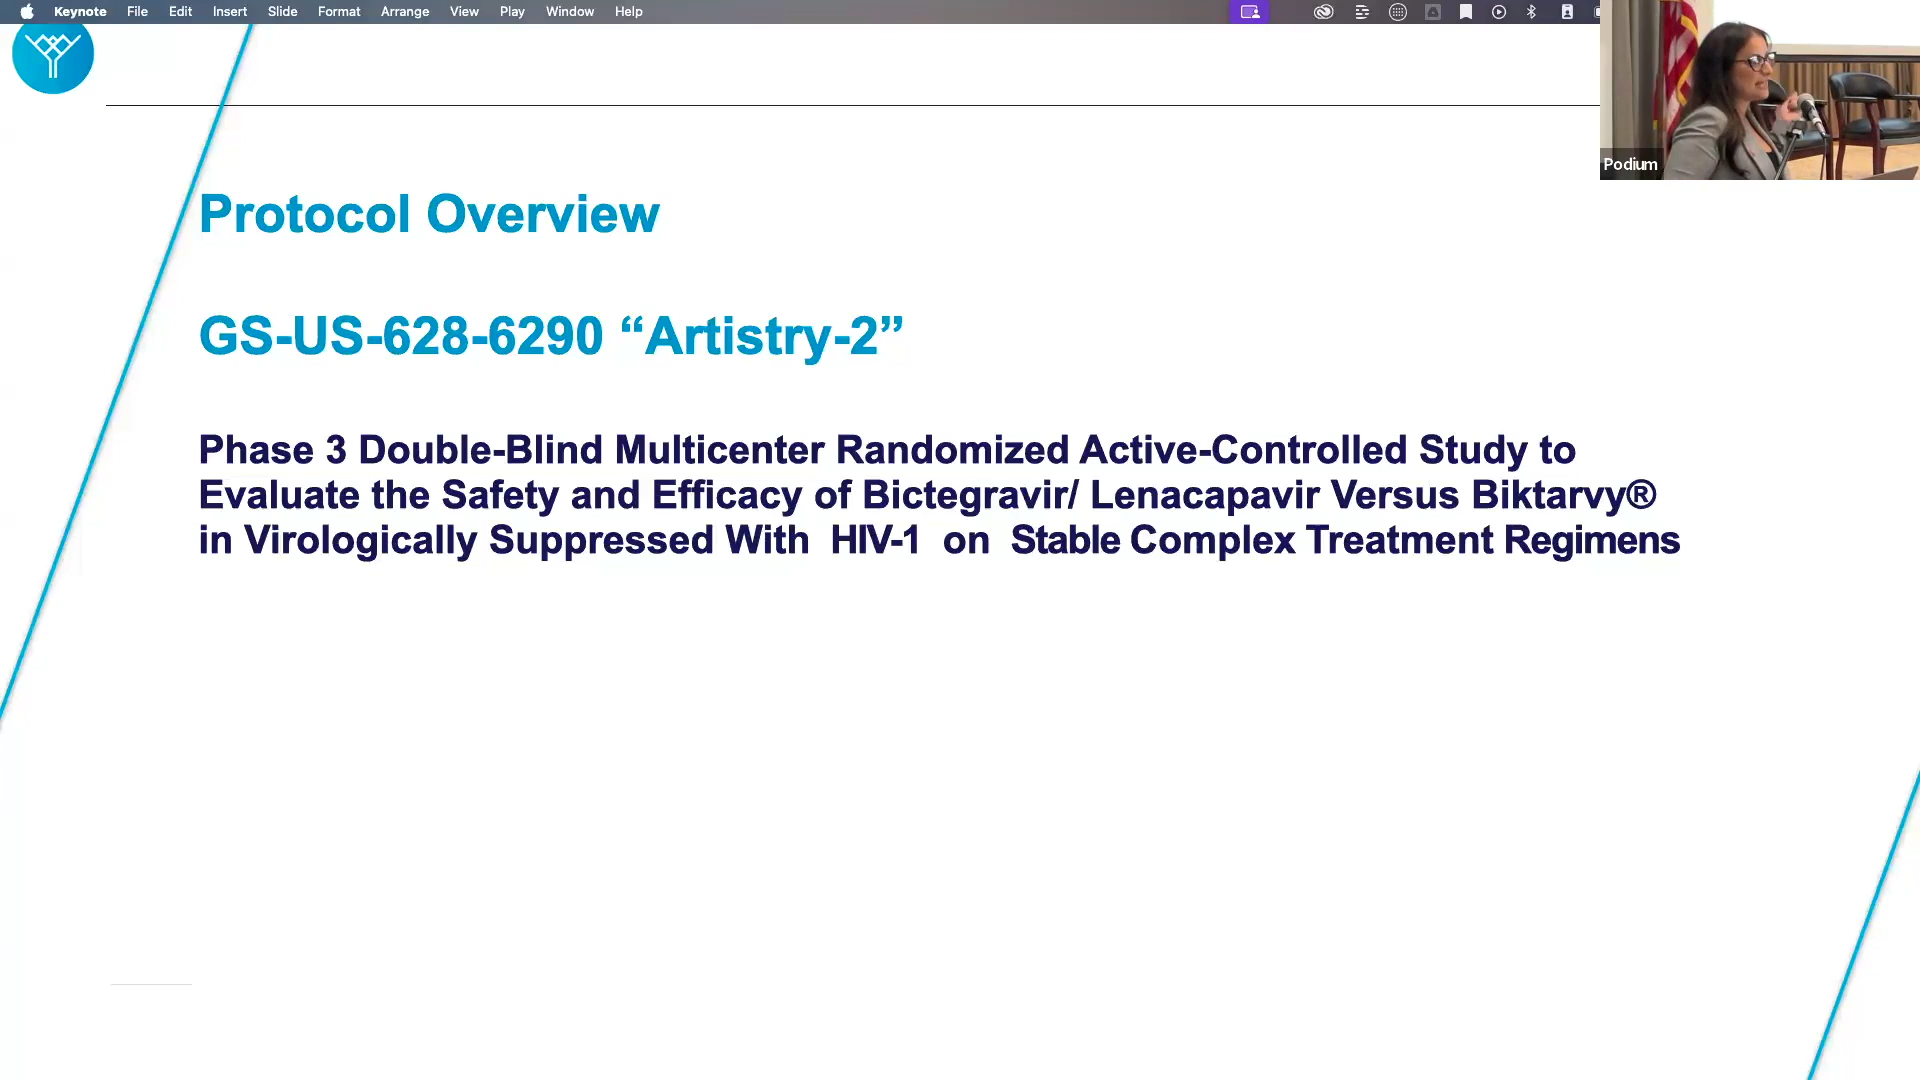 Keynote File Edit Insert Slide Format Arrange View Play Window Help
Podium
Protocol Overview
GS-US-628-6290 “Artistry-2”
Phase 3 Double-Blind Multicenter Randomized Active-Controlled Study to
Evaluate the Safety and Efficacy of Bictegravir/ Lenacapavir Versus Biktarvy®
in Virologically Suppressed With HIV-1 on Stable Complex Treatment Regimens